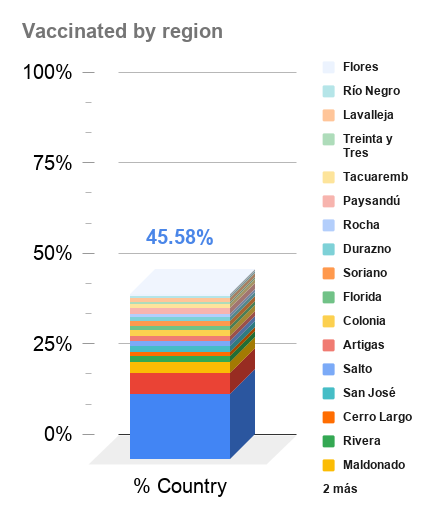 Vaccinated by region
100%
75%
50%
25%
0%
45.58%
% Country
Flores
Río Negro
Lavalleja
Treinta y
Tres
Tacuaremb
Paysandú
Rocha
Durazno
Soriano
Florida
Colonia
Artigas
Salto
San José
Cerro Largo
Rivera
Maldonado
2 más